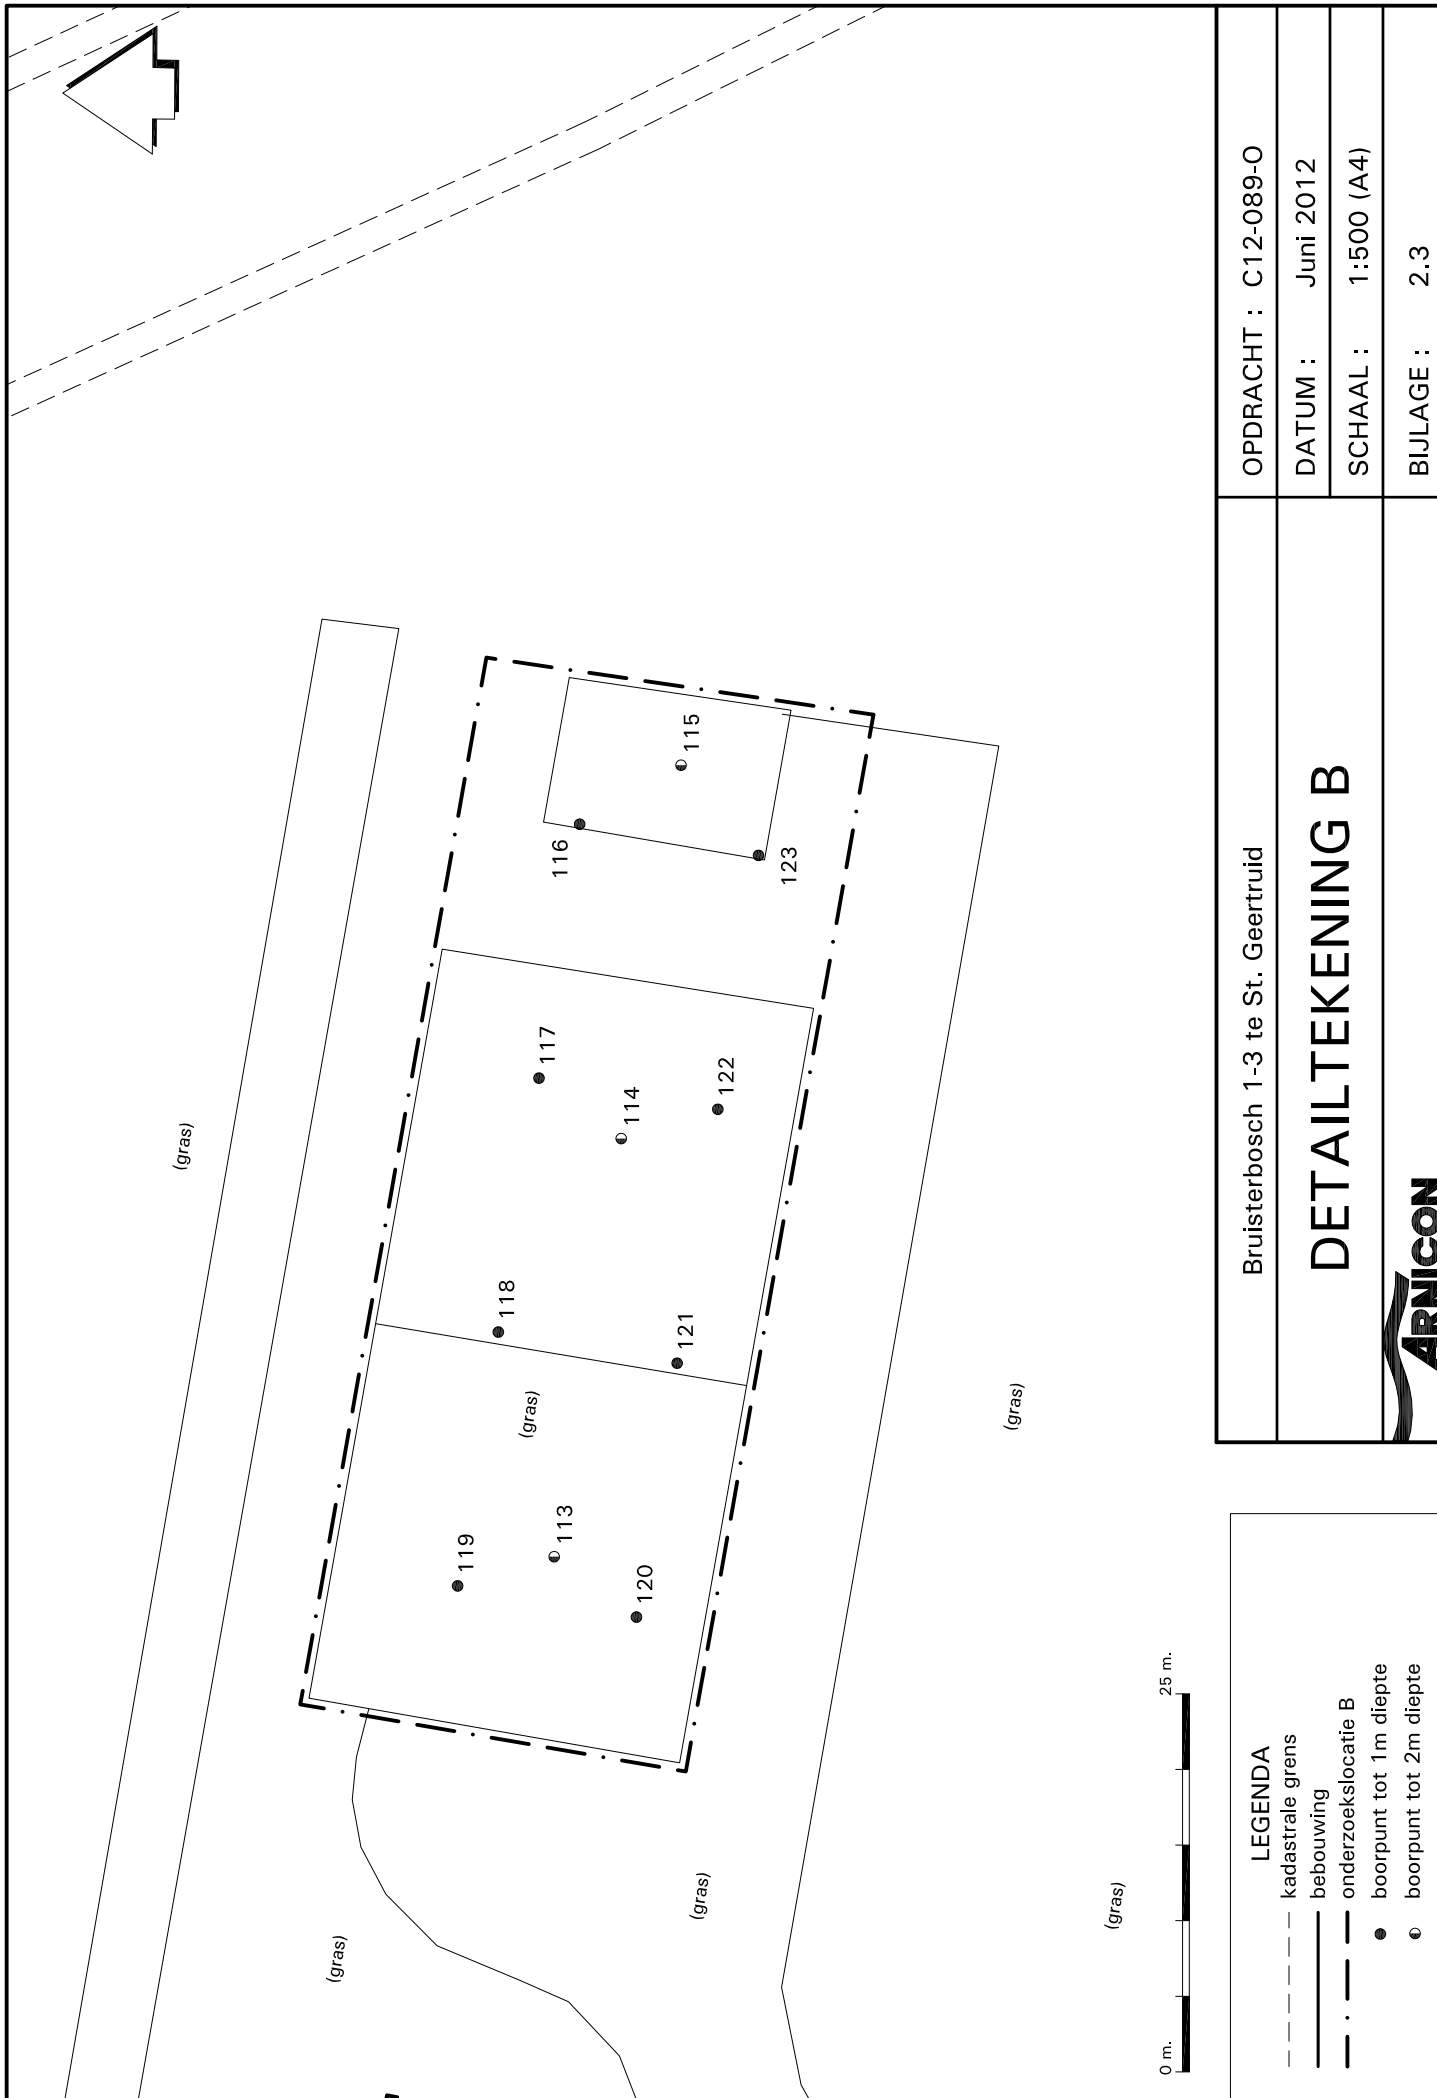 (gras)
115
116
123
117
114
122
118
121
(gras)
(gras)
119
113
120
(gras)
(gras)
(gras)
0 m.
25 m.
Bruisterbosch 1-3 te St. Geertruid
OPDRACHT : C12-089-O
DETAILTEKENING B
DATUM : Juni 2012
SCHAAL : 1:500 (A4)
ARNICON
BIJLAGE : 2.3
LEGENDA
kadastrale grens
bebouwing
onderzoekslocatie B
boorpunt tot 1m diepte
boorpunt tot 2m diepte